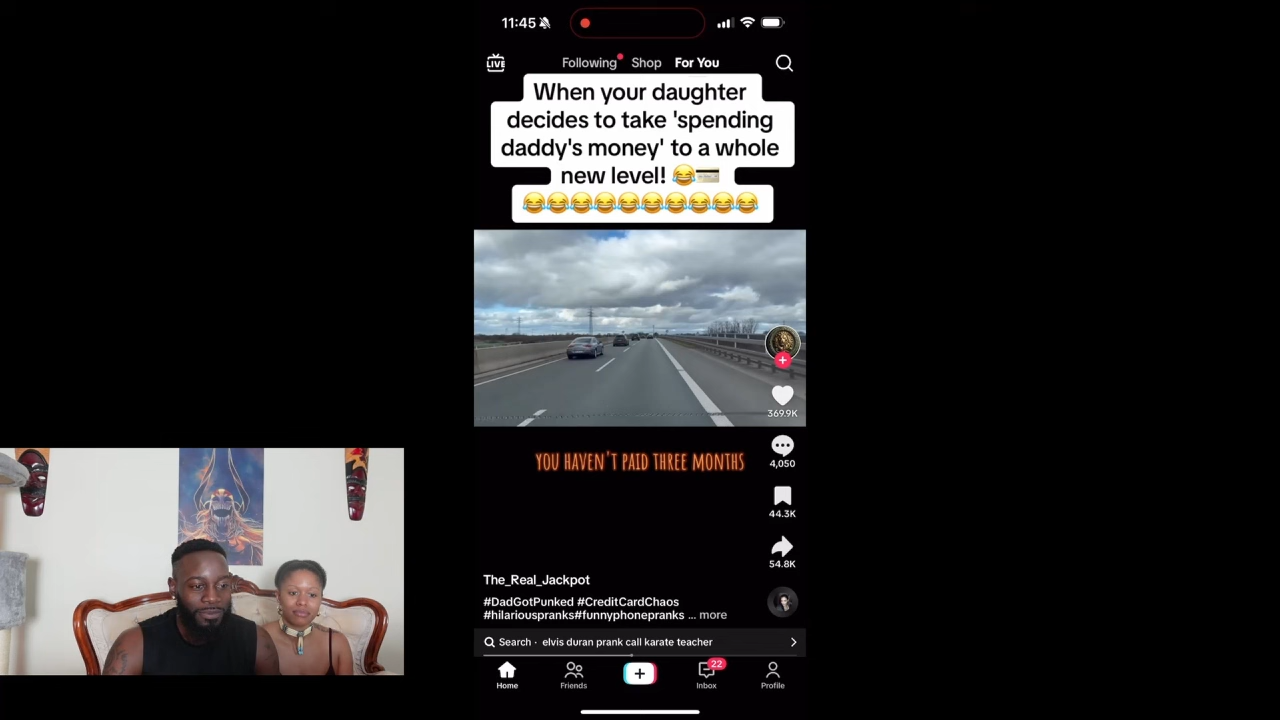 11:45
LIVE
Following
Shop
For You
When your daughter
decides to take 'spending
daddy's money' to a whole
new level! 😂💳
😂😂😂😂😂😂😂😂😂😂
369.9K
YOU HAVEN'T PAID THREE MONTHS
4,050
44.3K
54.8K
The_Real_Jackpot
#DadGotPunked #CreditCardChaos
#hilariouspranks#funnyphonepranks ... more
Search · elvis duran prank call karate teacher
22
Home
Friends
Inbox
Profile